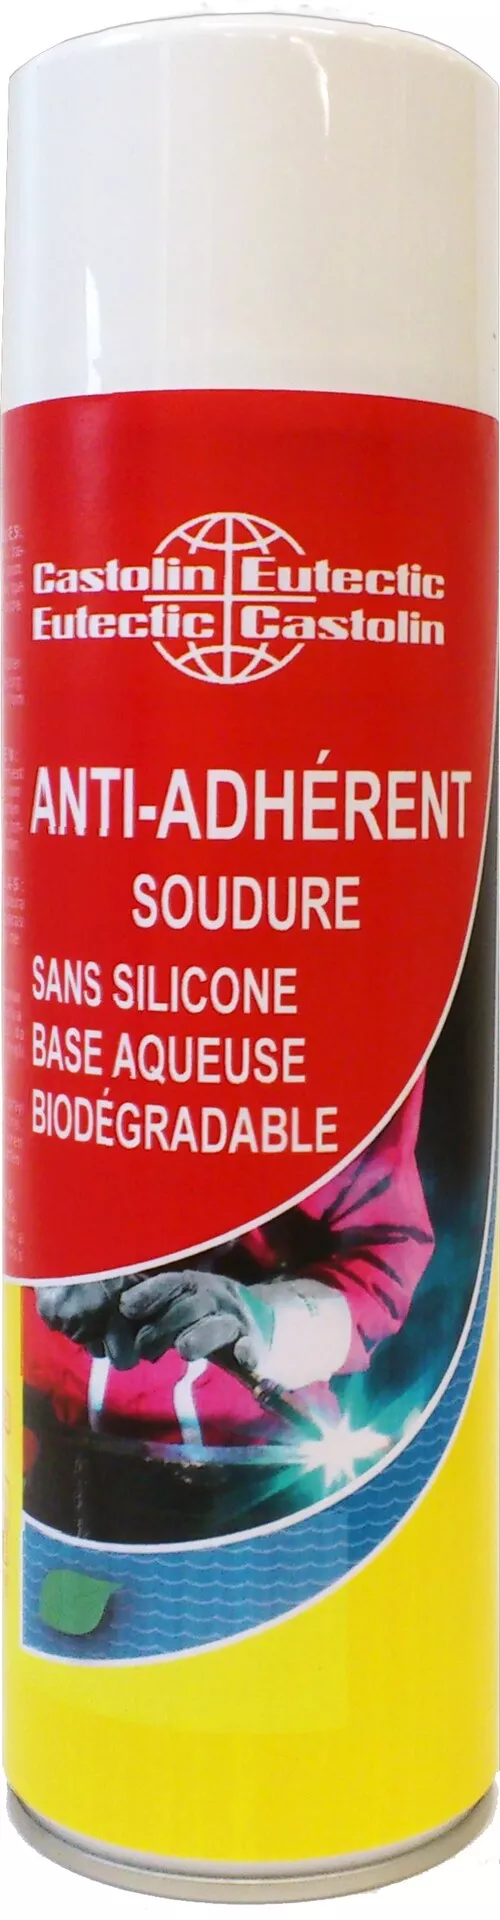 Castolin Eutectic
Eutectic Castolin
ANTI-ADHÉRENT
SOUDURE
SANS SILICONE
BASE AQUEUSE
BIODÉGRADABLE